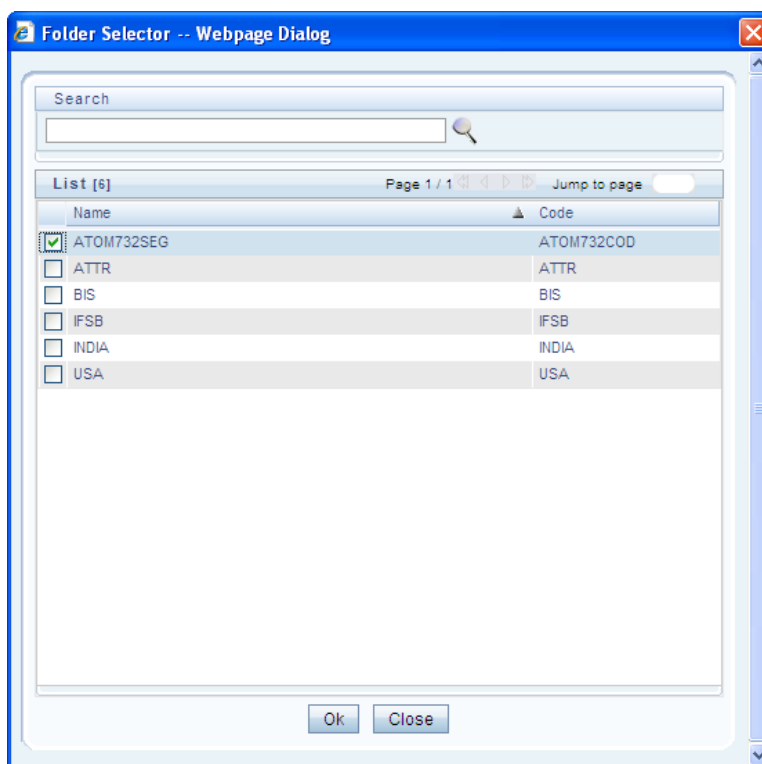 Folder Selector -- Webpage Dialog
Search
List [6] Page 1 / 1 Jump to page
Name Code
ATOM732SEG ATOM732COD
ATTR ATTR
BIS BIS
IFSB IFSB
INDIA INDIA
USA USA
Ok Close